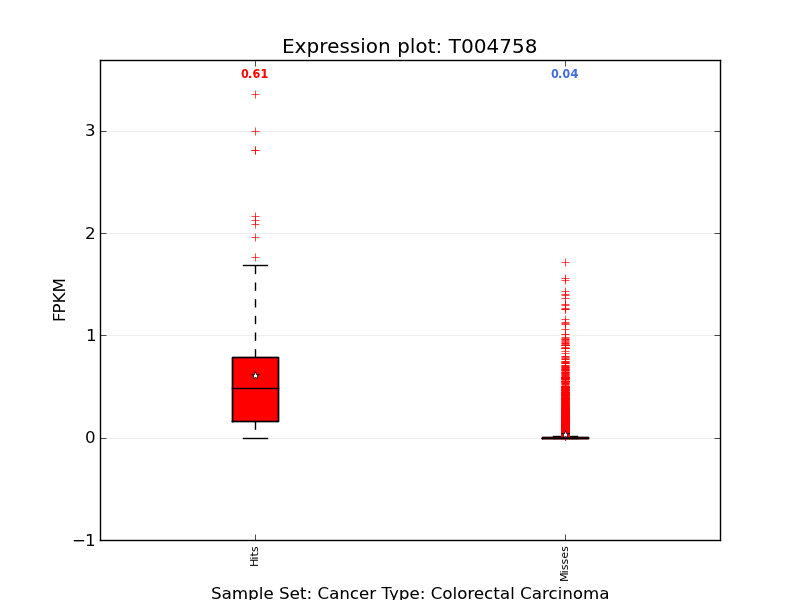 Expression plot: T004758
0.61
0.04
3
2
1
0
−1
FPKM
Hits
Misses
Sample Set: Cancer Type: Colorectal Carcinoma